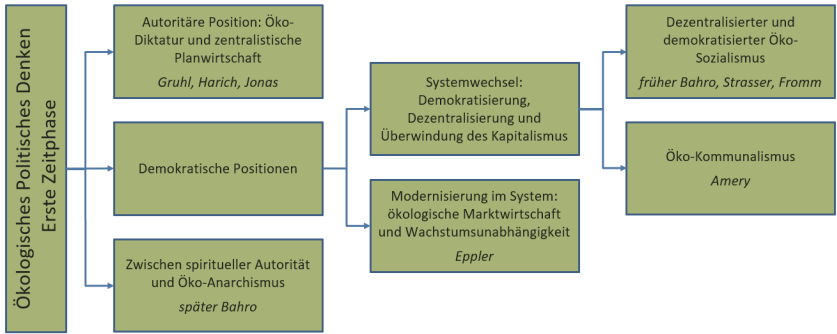 Ökologisches Politisches Denken
Erste Zeitphase
Autoritäre Position: Öko-
Diktatur und zentralistische
Planwirtschaft
Gruhl, Harich, Jonas
Demokratische Positionen
Zwischen spiritueller Autorität
und Öko-Anarchismus
später Bahro
Systemwechsel:
Demokratisierung,
Dezentralisierung und
Überwindung des Kapitalismus
Modernisierung im System:
ökologische Marktwirtschaft
und Wachstumsunabhängigkeit
Eppler
Dezentralisierter und
demokratisierter Öko-
Sozialismus
früher Bahro, Strasser, Fromm
Öko-Kommunalismus
Amery